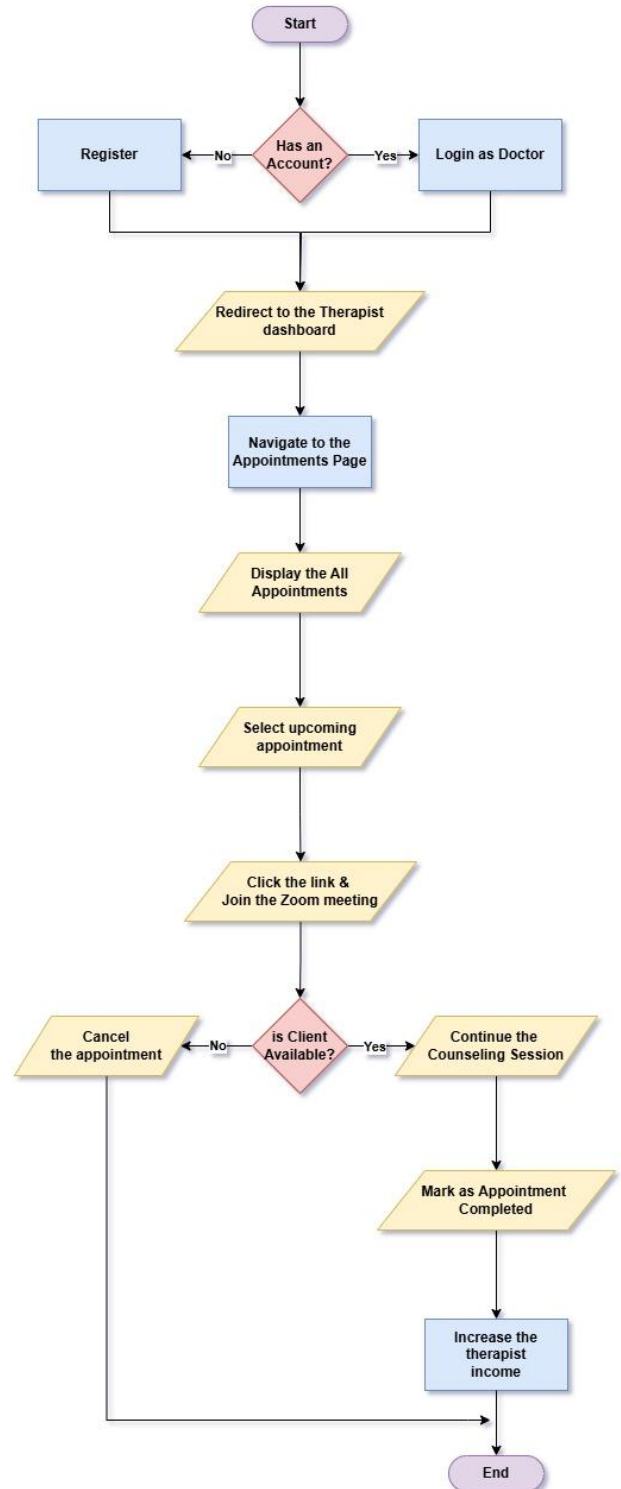 Start
Has an
Account?
No
Yes
Register
Login as Doctor
Redirect to the Therapist
dashboard
Navigate to the
Appointments Page
Display the All
Appointments
Select upcoming
appointment
Click the link &
Join the Zoom meeting
is Client
Available?
No
Yes
Cancel
the appointment
Continue the
Counseling Session
Mark as Appointment
Completed
Increase the
therapist
income
End